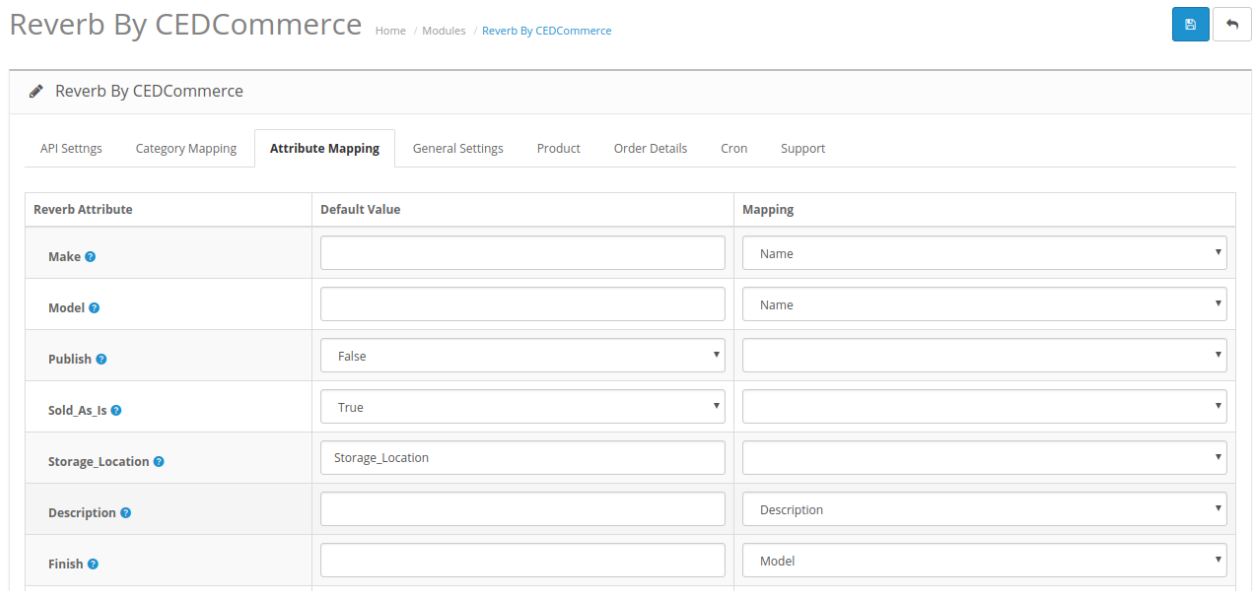 Reverb By CEDCommerce Home / Modules / Reverb By CEDCommerce
Reverb By CEDCommerce
API Settngs Category Mapping Attribute Mapping General Settings Product Order Details Cron Support
Reverb Attribute Default Value Mapping
Make Name
Model Name
Publish False
Sold_As_Is True
Storage_Location Storage_Location
Description Description
Finish Model